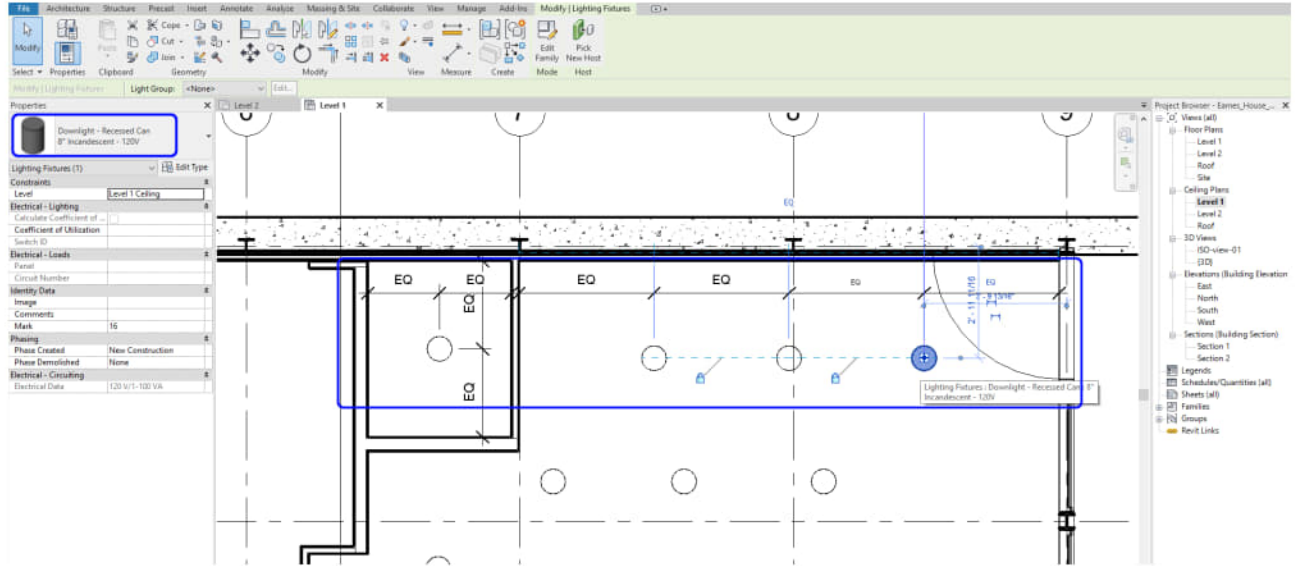 File Architecture Structure Precast Insert Annotate Analyze Massing & Site Collaborate View Manage Add-Ins Modify | Lighting Fixtures
Cope
Cut
Join
Modify
Paste
Edit Family
Pick New Host
Select Properties Clipboard Geometry Modify View Measure Create Mode Host
Modify | Lighting Fixtures Light Group: <None> Edit...
Properties
Level 2
Level 1
Project Browser - Eames_House_...
Downlight - Recessed Can
8" Incandescent - 120V
Lighting Fixtures (1) Edit Type
Constraints
Level Level 1 Ceiling
Electrical - Lighting
Calculate Coefficient of ...
Coefficient of Utilization
Switch ID
Electrical - Loads
Panel
Circuit Number
Identity Data
Image
Comments
Mark 16
Phasing
Phase Created New Construction
Phase Demolished None
Electrical - Circuiting
Electrical Data 120 V/1-100 VA
EQ
EQ EQ EQ EQ EQ EQ
EQ
EQ
2' - 11 11/16"
Lighting Fixtures : Downlight - Recessed Can: 8"
Incandescent - 120V
Views (all)
Floor Plans
Level 1
Level 2
Roof
Site
Ceiling Plans
Level 1
Level 2
Roof
3D Views
ISO-view-01
{3D}
Elevations (Building Elevation
East
North
South
West
Sections (Building Section)
Section 1
Section 2
Legends
Schedules/Quantities (all)
Sheets (all)
Families
Groups
Revit Links